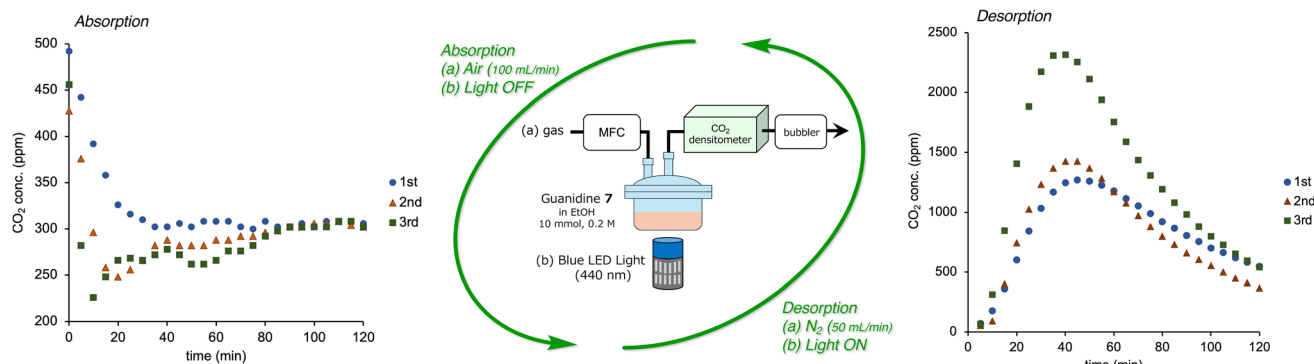 Absorption
500
450
400
350
300
250
200
0
20
40
60
80
100
120
CO₂ conc. (ppm)
time (min)
1st
2nd
3rd
Absorption
(a) Air (100 mL/min)
(b) Light OFF
(a) gas
MFC
CO₂
densitometer
bubbler
Guanidine 7
in EtOH
10 mmol, 0.2 M
(b) Blue LED Light
(440 nm)
Desorption
(a) N₂ (50 mL/min)
(b) Light ON
Desorption
2500
2000
1500
1000
500
0
0
20
40
60
80
100
120
CO₂ conc. (ppm)
time (min)
1st
2nd
3rd